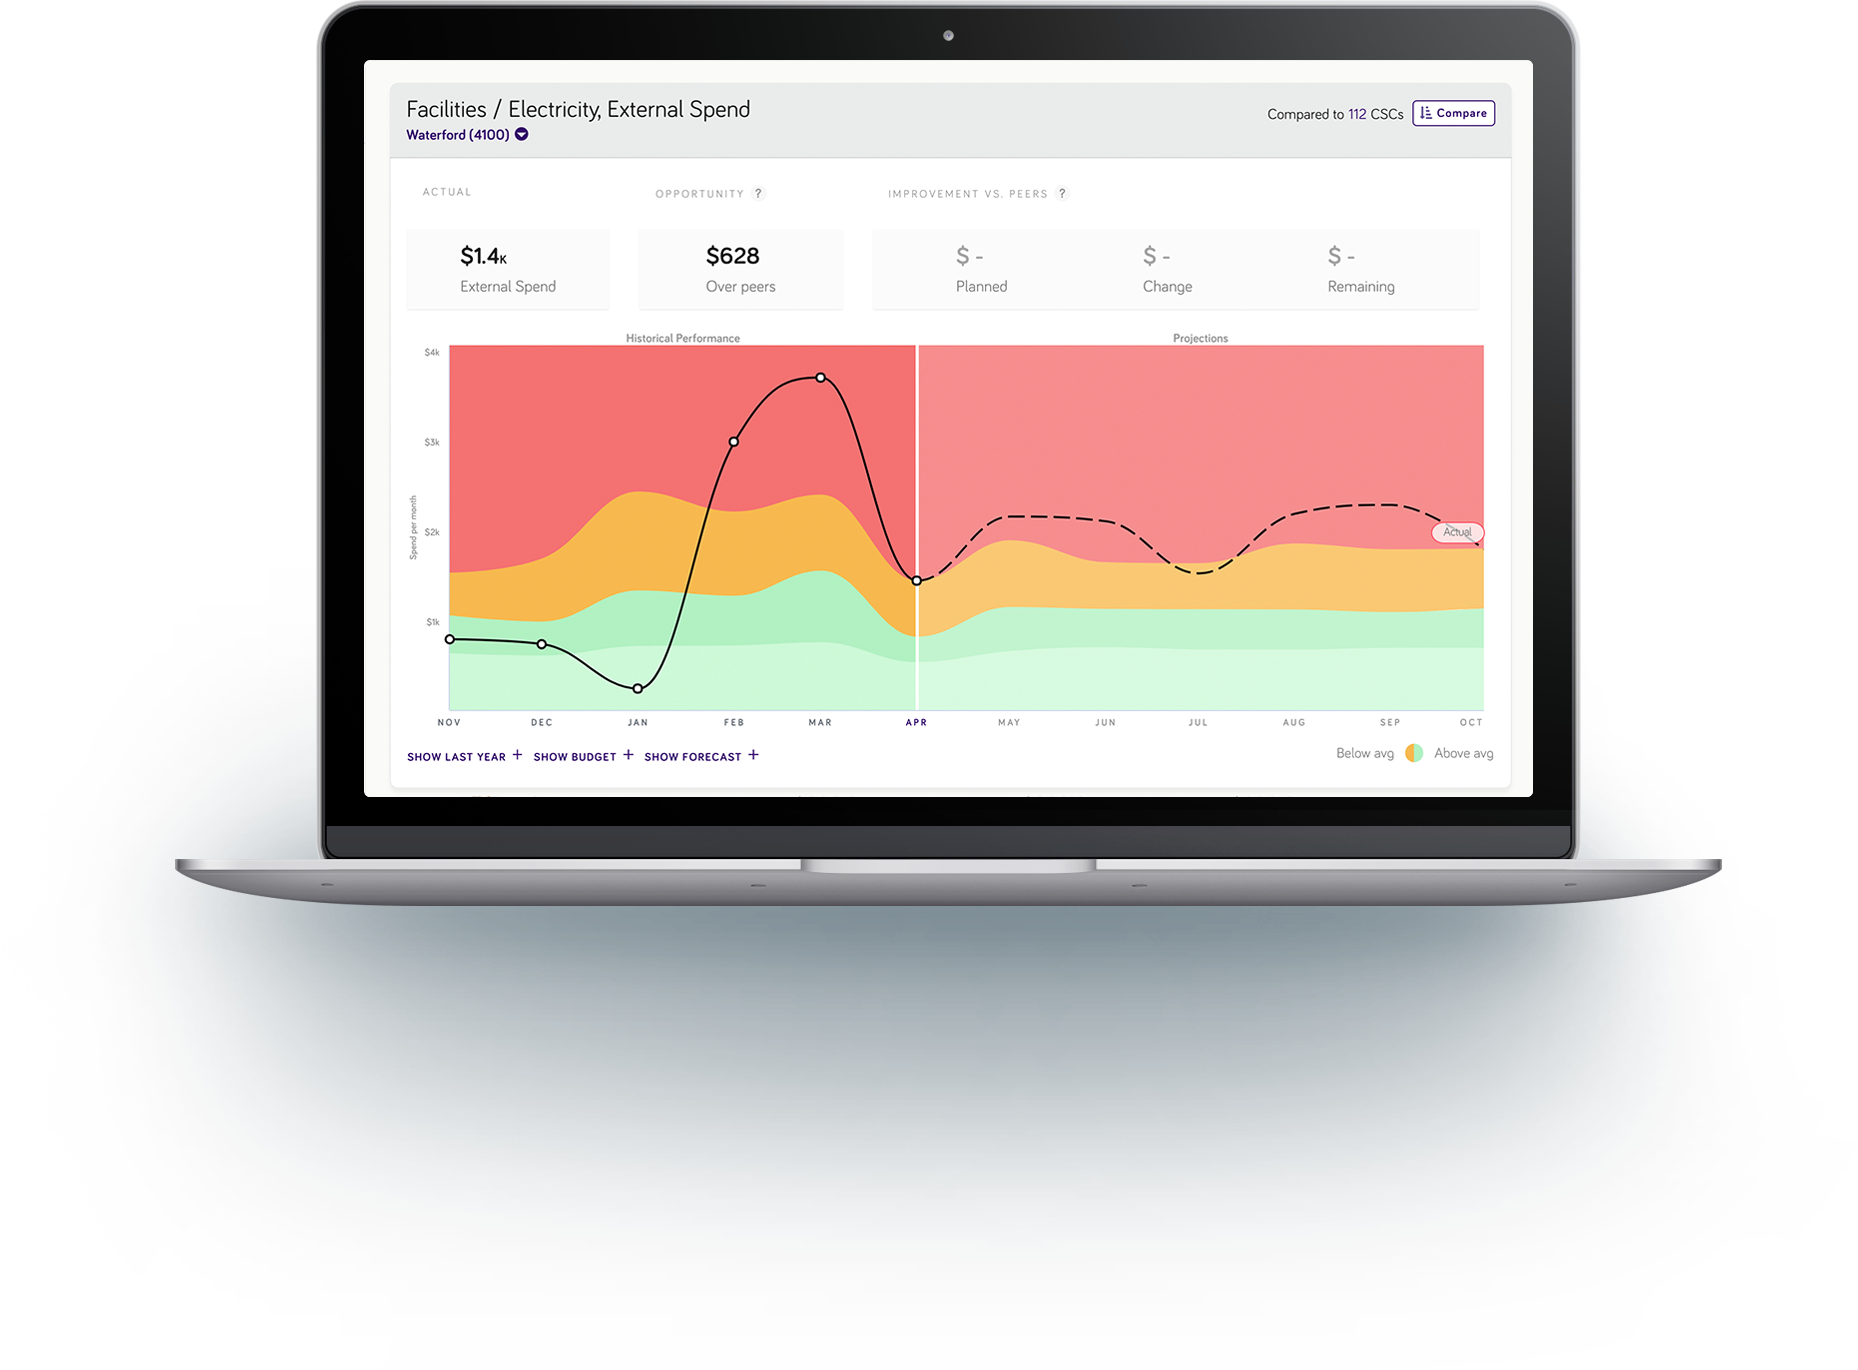 Facilities / Electricity, External Spend
Waterford (4100)
Compared to 112 CSCs
Compare
ACTUAL
OPPORTUNITY ?
IMPROVEMENT VS. PEERS ?
$1.4K
External Spend
$628
Over peers
$ -
Planned
$ -
Change
$ -
Remaining
Historical Performance
Projections
$4k
$3k
$2k
$1k
Spend per month
Actual
NOV DEC JAN FEB MAR APR MAY JUN JUL AUG SEP OCT
SHOW LAST YEAR + SHOW BUDGET + SHOW FORECAST +
Below avg Above avg